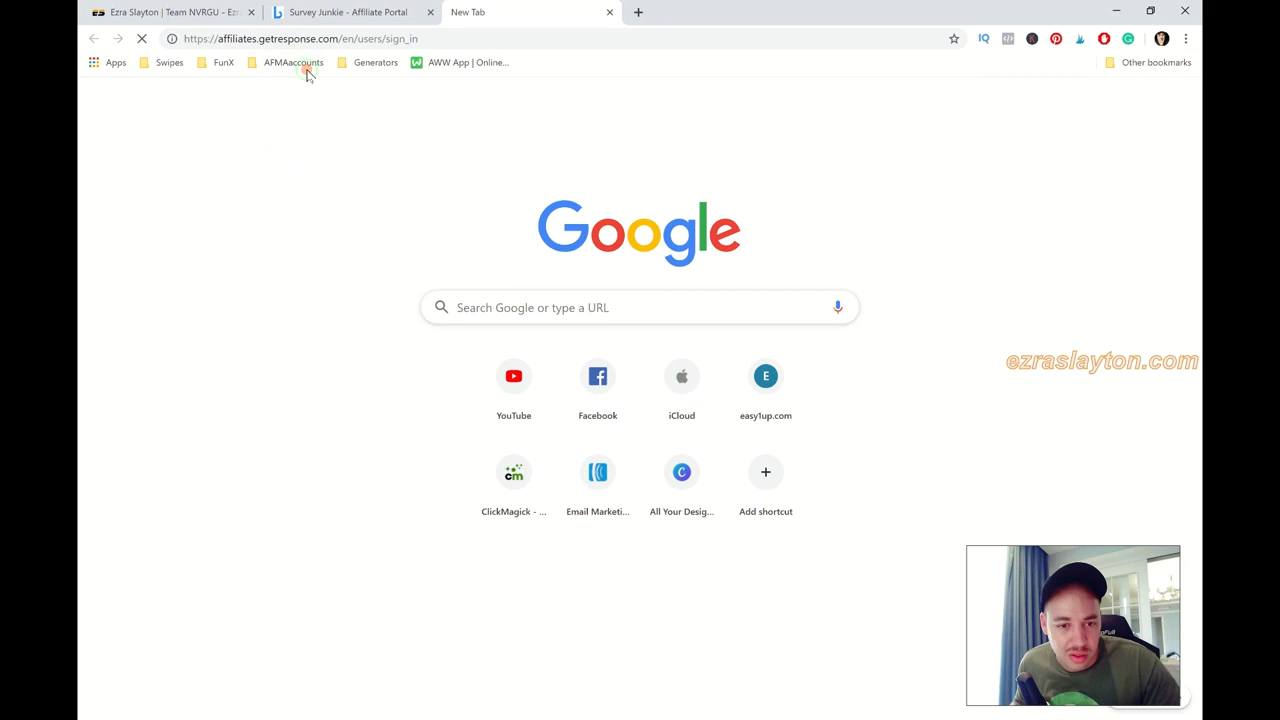 Ezra Slayton | Team NVRGU - Ezr
Survey Junkie - Affiliate Portal
New Tab
https://affiliates.getresponse.com/en/users/sign_in
Apps
Swipes
FunX
AFMAaccounts
Generators
AWW App | Online...
Other bookmarks
Google
Search Google or type a URL
ezraslayton.com
YouTube
Facebook
iCloud
E
easy1up.com
cm
ClickMagick - ...
Email Marketi...
All Your Desig...
Add shortcut